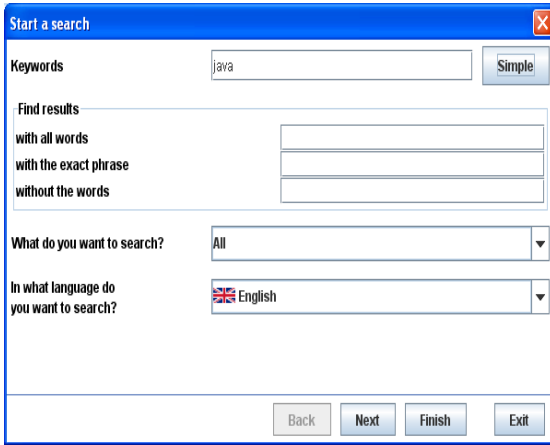 Start a search
Keywords java Simple
Find results
with all words
with the exact phrase
without the words
What do you want to search? All
In what language do
you want to search? English
Back Next Finish Exit